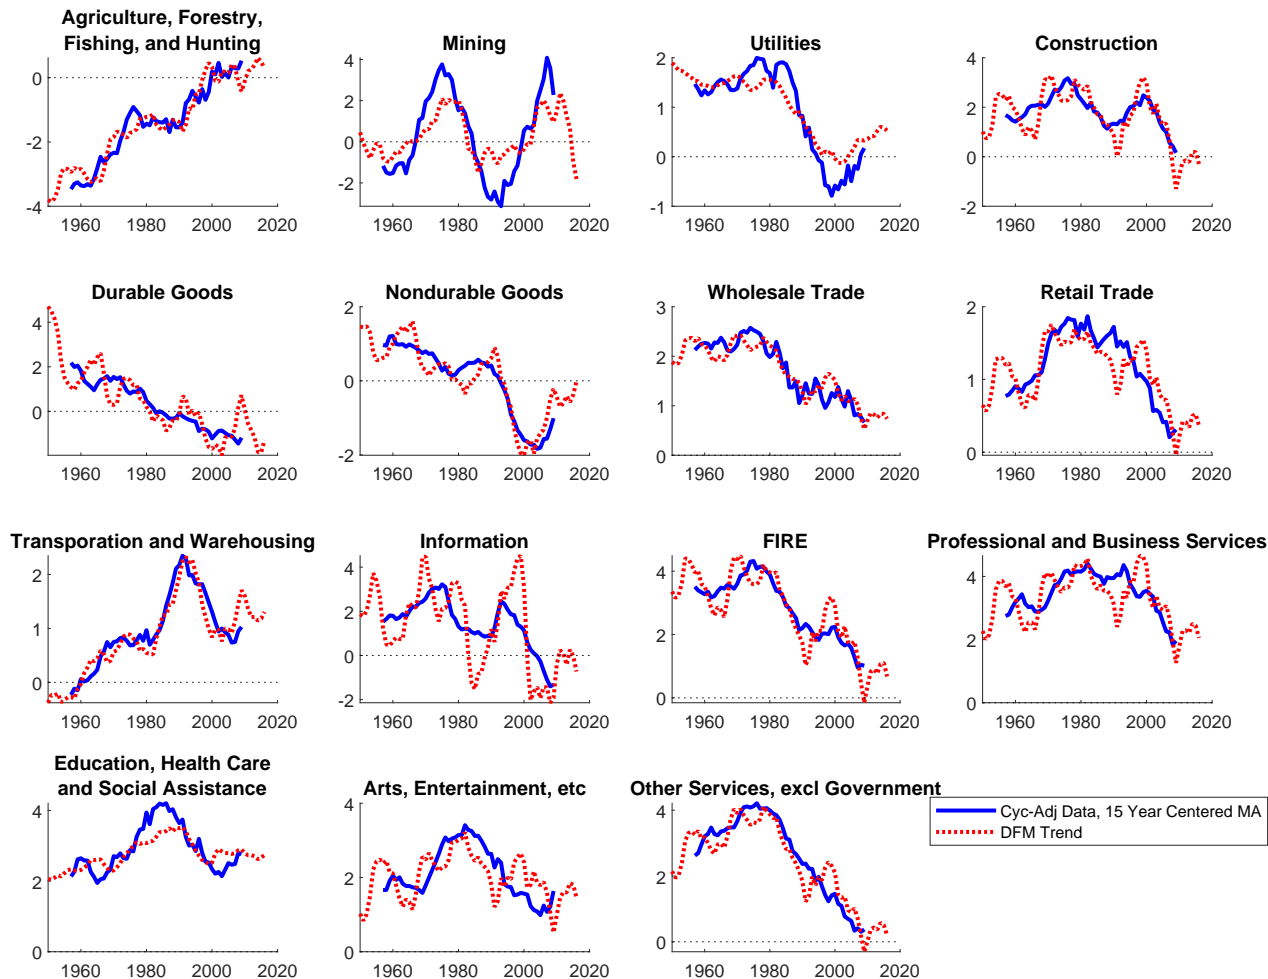 Agriculture, Forestry,
Fishing, and Hunting
0
-2
-4
1960 1980 2000 2020
Mining
4
2
0
-2
1960 1980 2000 2020
Utilities
2
1
0
-1
1960 1980 2000 2020
Construction
4
2
0
-2
1960 1980 2000 2020
Durable Goods
4
2
0
1960 1980 2000 2020
Nondurable Goods
2
0
-2
1960 1980 2000 2020
Wholesale Trade
3
2
1
0
1960 1980 2000 2020
Retail Trade
2
1
0
1960 1980 2000 2020
Transporation and Warehousing
2
1
0
1960 1980 2000 2020
Information
4
2
0
-2
1960 1980 2000 2020
FIRE
4
2
0
1960 1980 2000 2020
Professional and Business Services
4
2
0
1960 1980 2000 2020
Education, Health Care
and Social Assistance
4
2
0
1960 1980 2000 2020
Arts, Entertainment, etc
4
2
0
1960 1980 2000 2020
Other Services, excl Government
4
2
0
1960 1980 2000 2020
Cyc-Adj Data, 15 Year Centered MA
DFM Trend